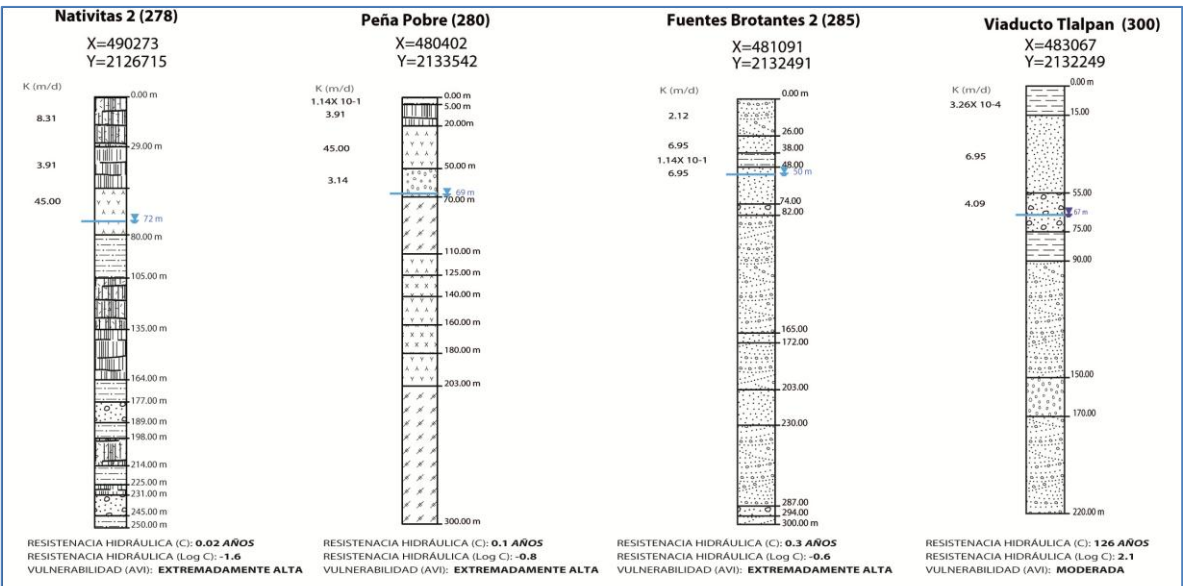 Nativitas 2 (278)
X=490273
Y=2126715
K (m/d)
0.00 m
8.31
29.00 m
3.91
45.00
72 m
80.00 m
105.00 m
135.00 m
164.00 m
177.00 m
189.00 m
198.00 m
214.00 m
225.00 m
231.00 m
245.00 m
250.00 m
RESISTENACIA HIDRÁULICA (C): 0.02 AÑOS
RESISTENACIA HIDRÁULICA (Log C): -1.6
VULNERABILIDAD (AVI): EXTREMADAMENTE ALTA
Peña Pobre (280)
X=480402
Y=2133542
K (m/d)
0.00 m
1.14X 10-1
5.00 m
3.91
20.00m
45.00
50.00 m
3.14
69 m
70.00 m
110.00 m
125.00 m
140.00 m
160.00 m
180.00 m
203.00 m
300.00 m
RESISTENACIA HIDRÁULICA (C): 0.1 AÑOS
RESISTENACIA HIDRÁULICA (Log C): -0.8
VULNERABILIDAD (AVI): EXTREMADAMENTE ALTA
Fuentes Brotantes 2 (285)
X=481091
Y=2132491
K (m/d)
0.00 m
2.12
26.00
6.95
38.00
1.14X 10-1
48.00
6.95
50 m
74.00
82.00
165.00
172.00
203.00
230.00
287.00
294.00
300.00 m
RESISTENACIA HIDRÁULICA (C): 0.3 AÑOS
RESISTENACIA HIDRÁULICA (Log C): -0.6
VULNERABILIDAD (AVI): EXTREMADAMENTE ALTA
Viaducto Tlalpan (300)
X=483067
Y=2132249
K (m/d)
0.00 m
3.26X 10-4
15.00
6.95
55.00
4.09
67 m
75.00
90.00
150.00
170.00
220.00 m
RESISTENACIA HIDRÁULICA (C): 126 AÑOS
RESISTENACIA HIDRÁULICA (Log C): 2.1
VULNERABILIDAD (AVI): MODERADA